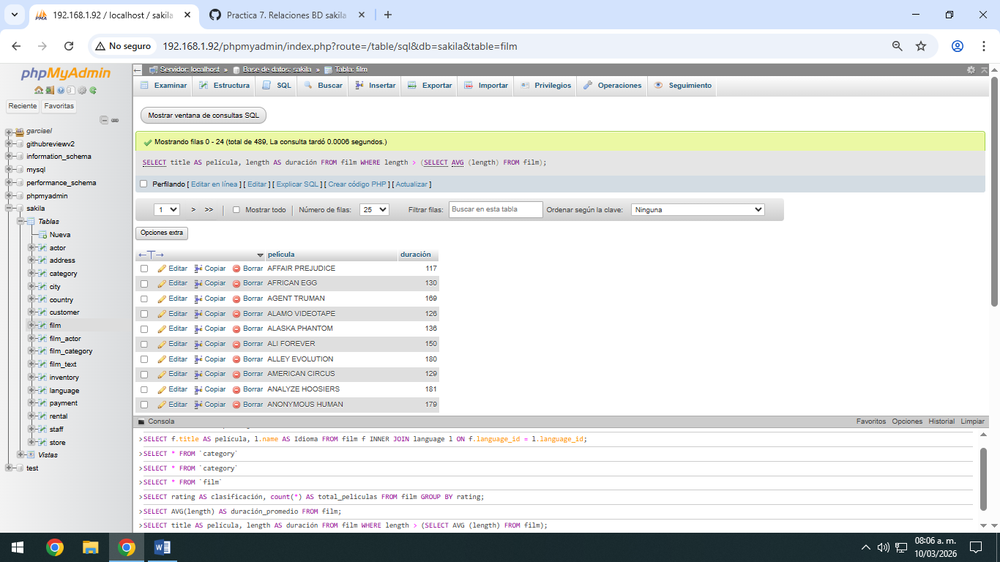 192.168.1.92 / localhost / sakila
Practica 7. Relaciones BD sakila
No seguro
192.168.1.92/phpmyadmin/index.php?route=/table/sql&db=sakila&table=film
phpMyAdmin
Reciente
Favoritas
garciael
githubreviewv2
information_schema
mysql
performance_schema
phpmyadmin
sakila
Tablas
Nueva
actor
address
category
city
country
customer
film
film_actor
film_category
film_text
inventory
language
payment
rental
staff
store
Vistas
test
Servidor: localhost » Base de datos: sakila » Tabla: film
Examinar Estructura SQL Buscar Insertar Exportar Importar Privilegios Operaciones Seguimiento
Mostrar ventana de consultas SQL
Mostrando filas 0 - 24 (total de 489, La consulta tardó 0.0006 segundos.)
SELECT title AS película, length AS duración FROM film WHERE length > (SELECT AVG (length) FROM film);
Perfilando [ Editar en línea ] [ Editar ] [ Explicar SQL ] [ Crear código PHP ] [ Actualizar ]
1 > >> Mostrar todo Número de filas: 25 Filtrar filas: Buscar en esta tabla Ordenar según la clave: Ninguna
Opciones extra
←T→ película duración
Editar Copiar Borrar AFFAIR PREJUDICE 117
Editar Copiar Borrar AFRICAN EGG 130
Editar Copiar Borrar AGENT TRUMAN 169
Editar Copiar Borrar ALAMO VIDEOTAPE 126
Editar Copiar Borrar ALASKA PHANTOM 136
Editar Copiar Borrar ALI FOREVER 150
Editar Copiar Borrar ALLEY EVOLUTION 180
Editar Copiar Borrar AMERICAN CIRCUS 129
Editar Copiar Borrar ANALYZE HOOSIERS 181
Editar Copiar Borrar ANONYMOUS HUMAN 179
Consola Favoritos Opciones Historial Limpiar
>SELECT f.title AS película, l.name AS Idioma FROM film f INNER JOIN language l ON f.language_id = l.language_id;
>SELECT * FROM `category`
>SELECT * FROM `category`
>SELECT * FROM `film`
>SELECT rating AS clasificación, count(*) AS total_peliculas FROM film GROUP BY rating;
>SELECT AVG(length) AS duración_promedio FROM film;
>SELECT title AS película, length AS duración FROM film WHERE length > (SELECT AVG (length) FROM film);
08:06 a. m.
10/03/2026